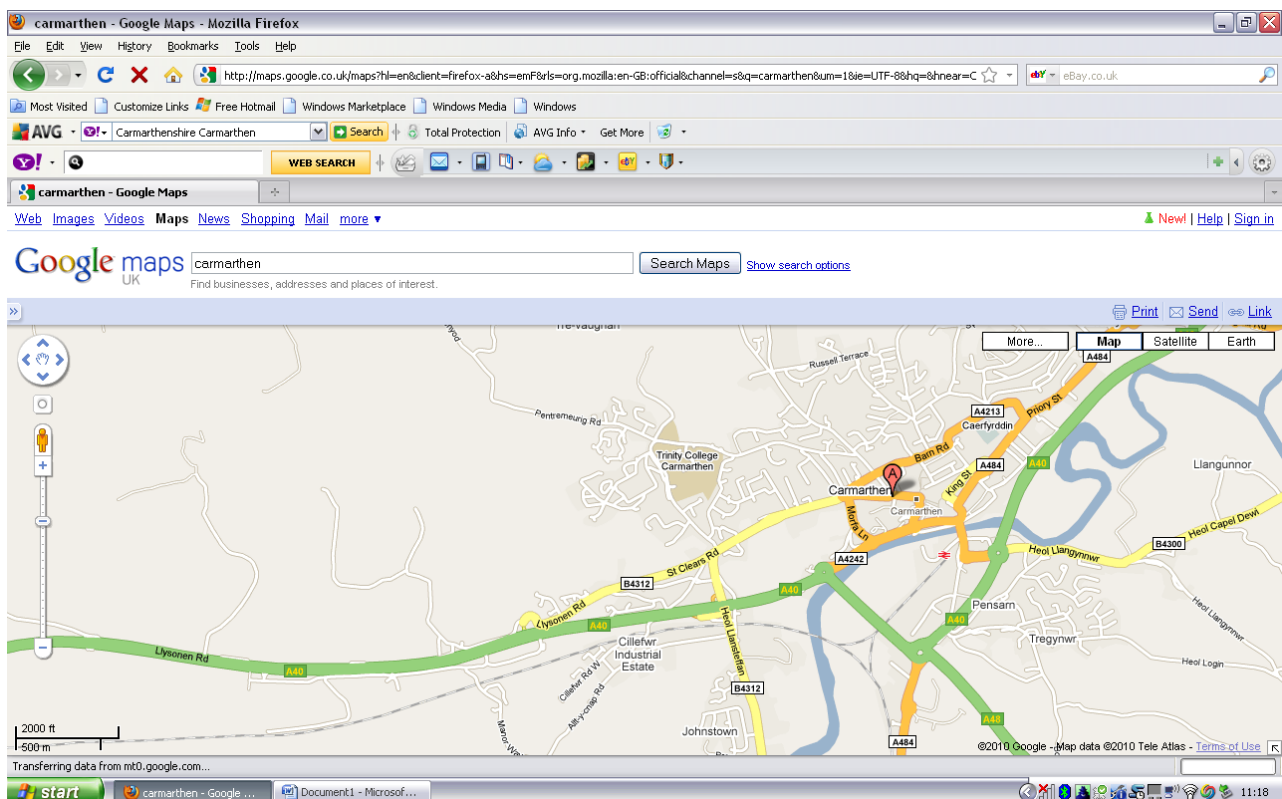 carmarthen - Google Maps - Mozilla Firefox
File Edit View History Bookmarks Tools Help
http://maps.google.co.uk/maps?hl=en&client=firefox-a&hs=emF&rls=org.mozilla:en-GB:official&channel=s&q=carmarthen&um=1&ie=UTF-8&hq=&hnear=C eBay.co.uk
Most Visited Customize Links Free Hotmail Windows Marketplace Windows Media Windows
AVG Carmarthenshire Carmarthen Search Total Protection AVG Info Get More
WEB SEARCH
carmarthen - Google Maps
Web Images Videos Maps News Shopping Mail more New! | Help | Sign in
Google maps UK carmarthen Search Maps Show search options
Find businesses, addresses and places of interest.
Print Send Link
More... Map Satellite Earth
Russell Terrace
A484
Pentremeurig Rd
A4213
Priory St
Caerfyrddin
Barn Rd
Trinity College
Carmarthen
A484
A40
King St
Llangunnor
A
Carmarthen
Carmarthen
Morfa Ln
Heol Capel Dewi
B4300
Heol Llangynnwr
A4242
St Clears Rd
B4312
A40
Pensarn
Heol Llangynnwr
Llysonen Rd
A40
Heol Llansteffan
A40
Tregynwr
Cillefwr
Industrial
Estate
Llysonen Rd
A40
Heol Login
Cillefwr Rd W
Allt-y-cnap Rd
B4312
A48
2000 ft
500 m
Johnstown
A484
©2010 Google - Map data ©2010 Tele Atlas - Terms of Use
Transferring data from mt0.google.com...
start carmarthen - Google ... Document1 - Microsof... 11:18